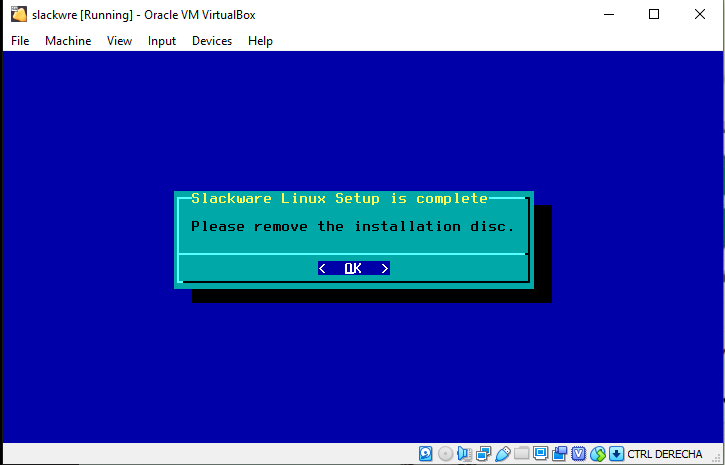 slackwre [Running] - Oracle VM VirtualBox
File Machine View Input Devices Help
Slackware Linux Setup is complete
Please remove the installation disc.
< OK >
CTRL DERECHA